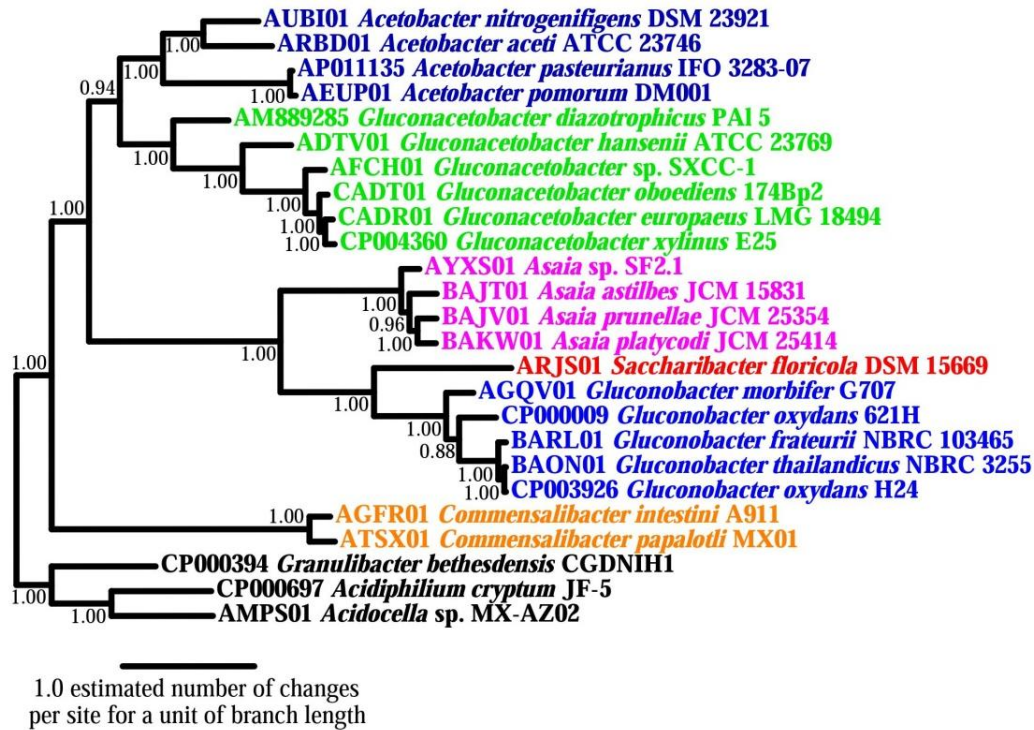 AUBI01 Acetobacter nitrogenifigens DSM 23921
1.00
ARBD01 Acetobacter aceti ATCC 23746
1.00
AP011135 Acetobacter pasteurianus IFO 3283-07
0.94
1.00
AEUP01 Acetobacter pomorum DM001
AM889285 Gluconacetobacter diazotrophicus PAl 5
1.00
ADTV01 Gluconacetobacter hansenii ATCC 23769
1.00
AFCH01 Gluconacetobacter sp. SXCC-1
CADT01 Gluconacetobacter oboediens 174Bp2
1.00
1.00
CADR01 Gluconacetobacter europaeus LMG 18494
1.00
1.00
CP004360 Gluconacetobacter xylinus E25
AYXS01 Asaia sp. SF2.1
BAJT01 Asaia astilbes JCM 15831
1.00
BAJV01 Asaia prunellae JCM 25354
0.96
BAKW01 Asaia platycodi JCM 25414
1.00
1.00
ARJS01 Saccharibacter floricola DSM 15669
1.00
AGQV01 Gluconobacter morbifer G707
1.00
CP000009 Gluconobacter oxydans 621H
1.00
BARL01 Gluconobacter frateurii NBRC 103465
0.88
BAON01 Gluconobacter thailandicus NBRC 3255
1.00
CP003926 Gluconobacter oxydans H24
1.00
AGFR01 Commensalibacter intestini A911
1.00
ATSX01 Commensalibacter papalotli MX01
CP000394 Granulibacter bethesdensis CGDNIH1
CP000697 Acidiphilium cryptum JF-5
1.00
AMPS01 Acidocella sp. MX-AZ02
1.00
1.0 estimated number of changes
per site for a unit of branch length